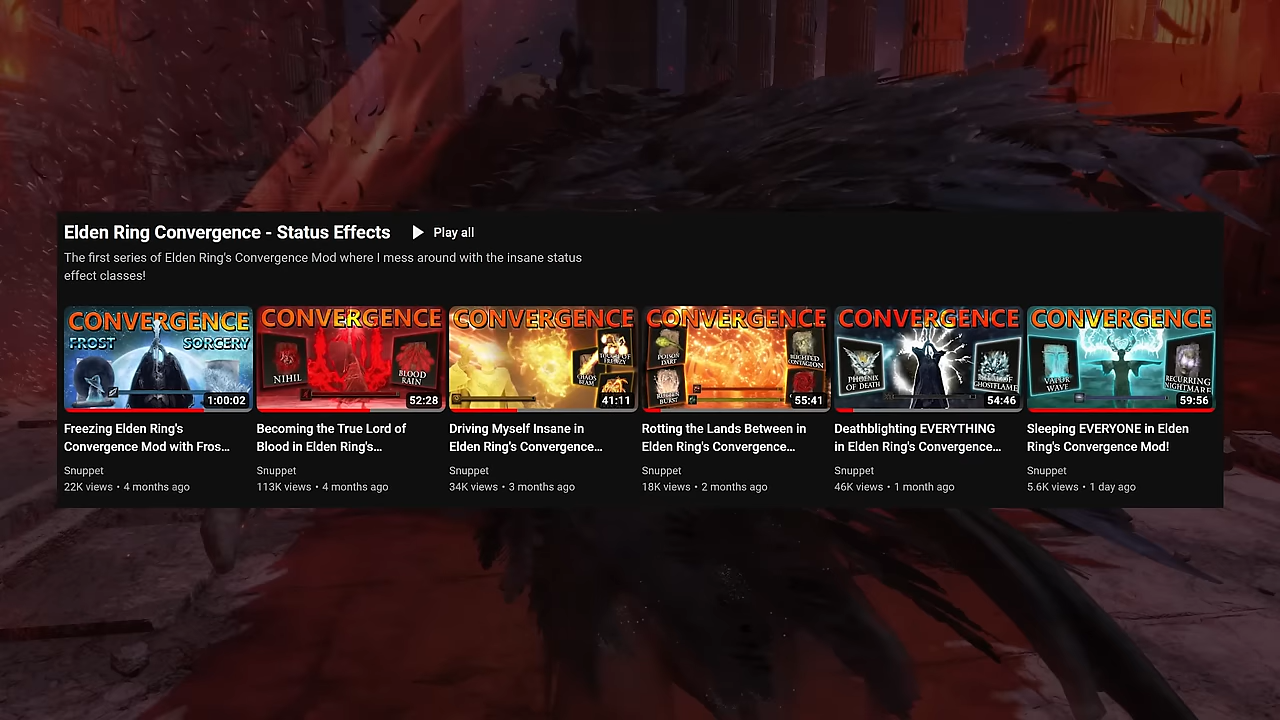 Elden Ring Convergence - Status Effects
Play all
The first series of Elden Ring's Convergence Mod where I mess around with the insane status
effect classes!
CONVERGENCE
FROST SORCERY
1:00:02
Freezing Elden Ring's
Convergence Mod with Fros...
Snuppet
22K views • 4 months ago
CONVERGENCE
NIHIL
BLOOD
RAIN
52:28
Becoming the True Lord of
Blood in Elden Ring's...
Snuppet
113K views • 4 months ago
CONVERGENCE
TOUCH OF
FRENZY
CHAOS
BEAM
41:11
Driving Myself Insane in
Elden Ring's Convergence...
Snuppet
34K views • 3 months ago
CONVERGENCE
POISON
DART
BLIGHTED
CONTAGION
BURST
55:41
Rotting the Lands Between in
Elden Ring's Convergence...
Snuppet
18K views • 2 months ago
CONVERGENCE
PHOENIX
OF DEATH
GHOSTFLAME
54:46
Deathblighting EVERYTHING
in Elden Ring's Convergence...
Snuppet
46K views • 1 month ago
CONVERGENCE
VAPOR
WAVE
RECURRING
NIGHTMARE
59:56
Sleeping EVERYONE in Elden
Ring's Convergence Mod!
Snuppet
5.6K views • 1 day ago